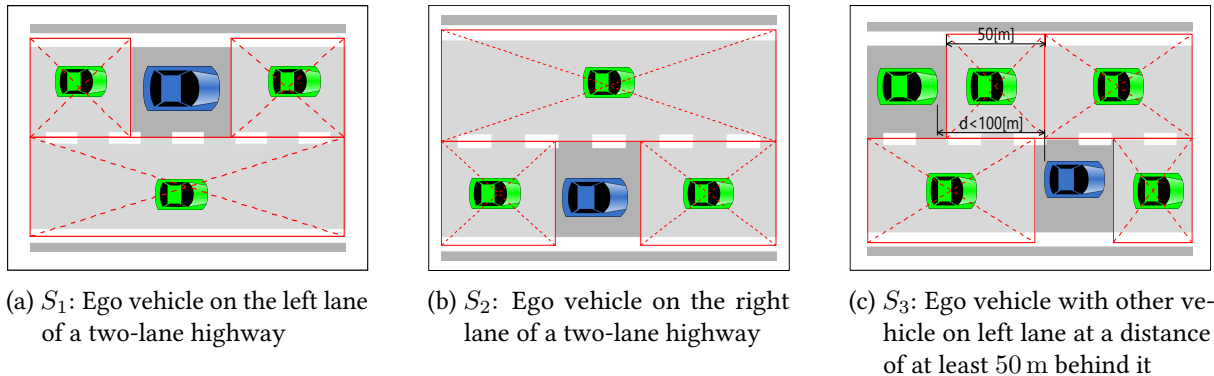 50[m]
d<100[m]
(a) S₁: Ego vehicle on the left lane
of a two-lane highway
(b) S₂: Ego vehicle on the right
lane of a two-lane highway
(c) S₃: Ego vehicle with other ve-
hicle on left lane at a distance
of at least 50 m behind it